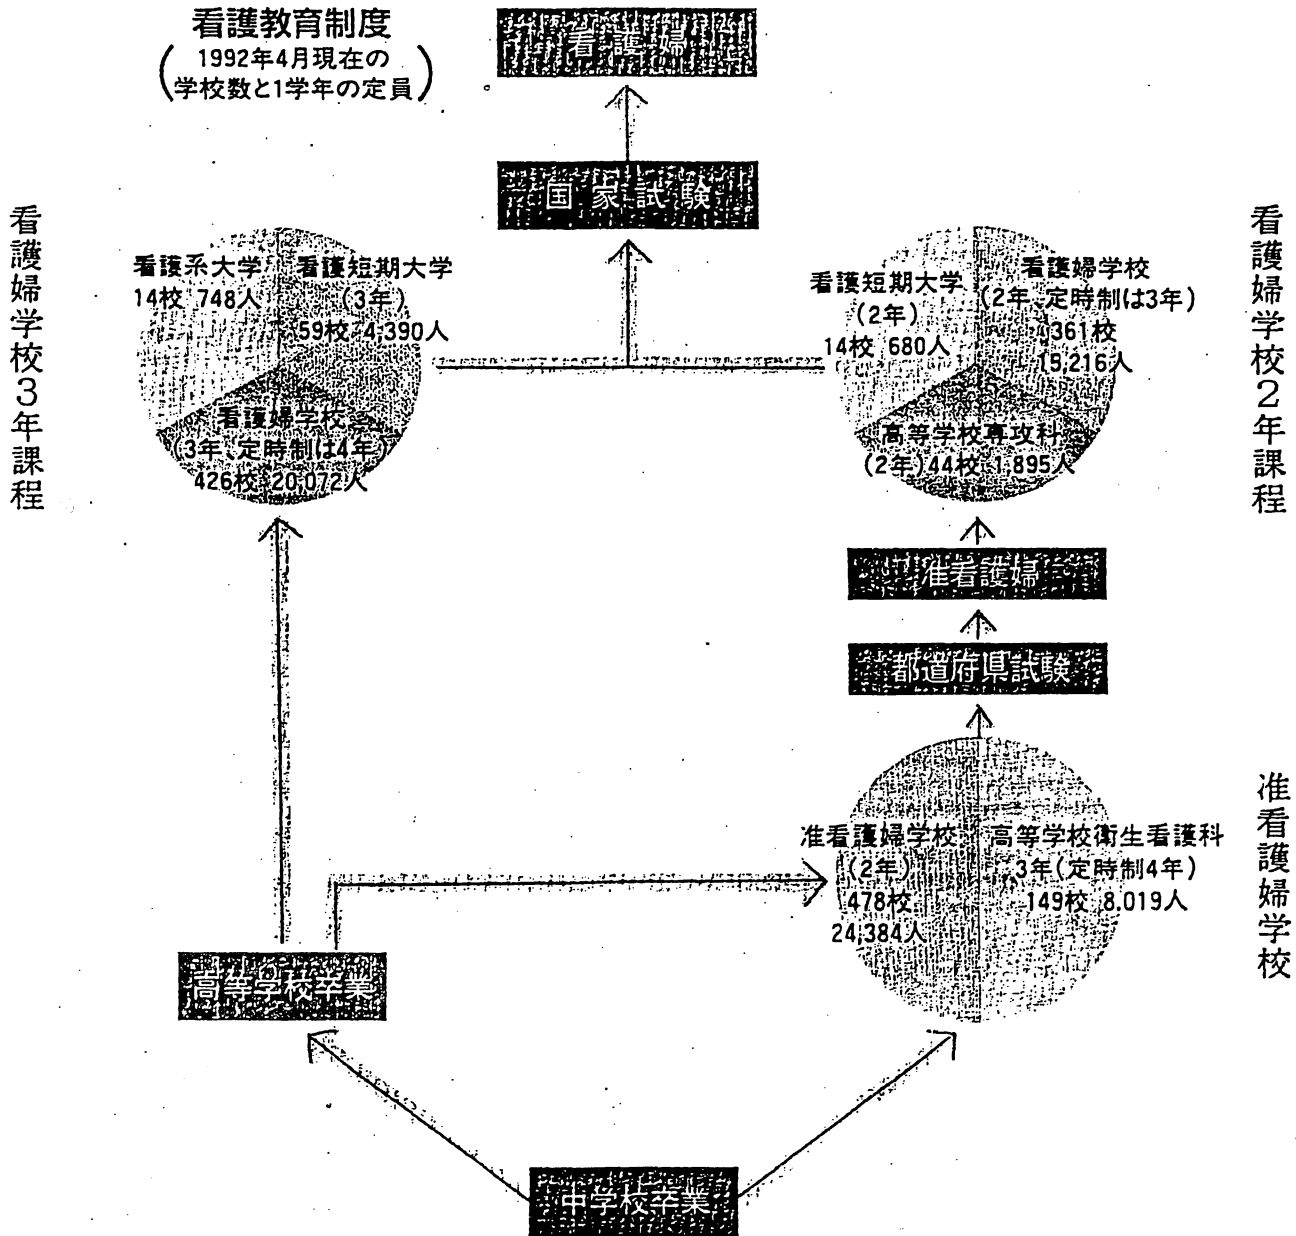 看護教育制度
(1992年4月現在の
学校数と1学年の定員)
看護婦
国家試験
看護婦学校3年課程
看護系大学
14校 748人
看護短期大学
(3年)
59校 4,390人
看護婦学校
(3年、定時制は4年)
426校 20,072人
看護婦学校2年課程
看護短期大学
(2年)
14校 680人
看護婦学校
(2年、定時制は3年)
361校
15,216人
高等学校専攻科
(2年)44校 1,895人
准看護婦
都道府県試験
准看護婦学校
准看護婦学校
(2年)
478校
24,384人
高等学校衛生看護科
3年(定時制4年)
149校 8,019人
高等学校卒業
中学校卒業